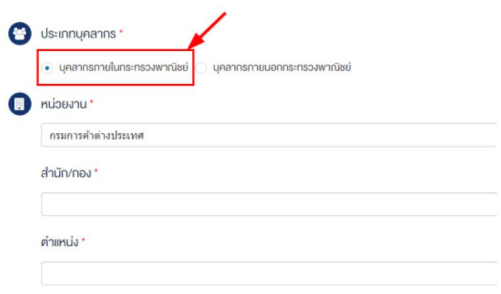 ประเภทบุคลากร *
บุคลากรภายในกระทรวงพาณิชย์ บุคลากรภายนอกกระทรวงพาณิชย์
หน่วยงาน *
กรมการค้าต่างประเทศ
สำนัก/กอง *
ตำแหน่ง *